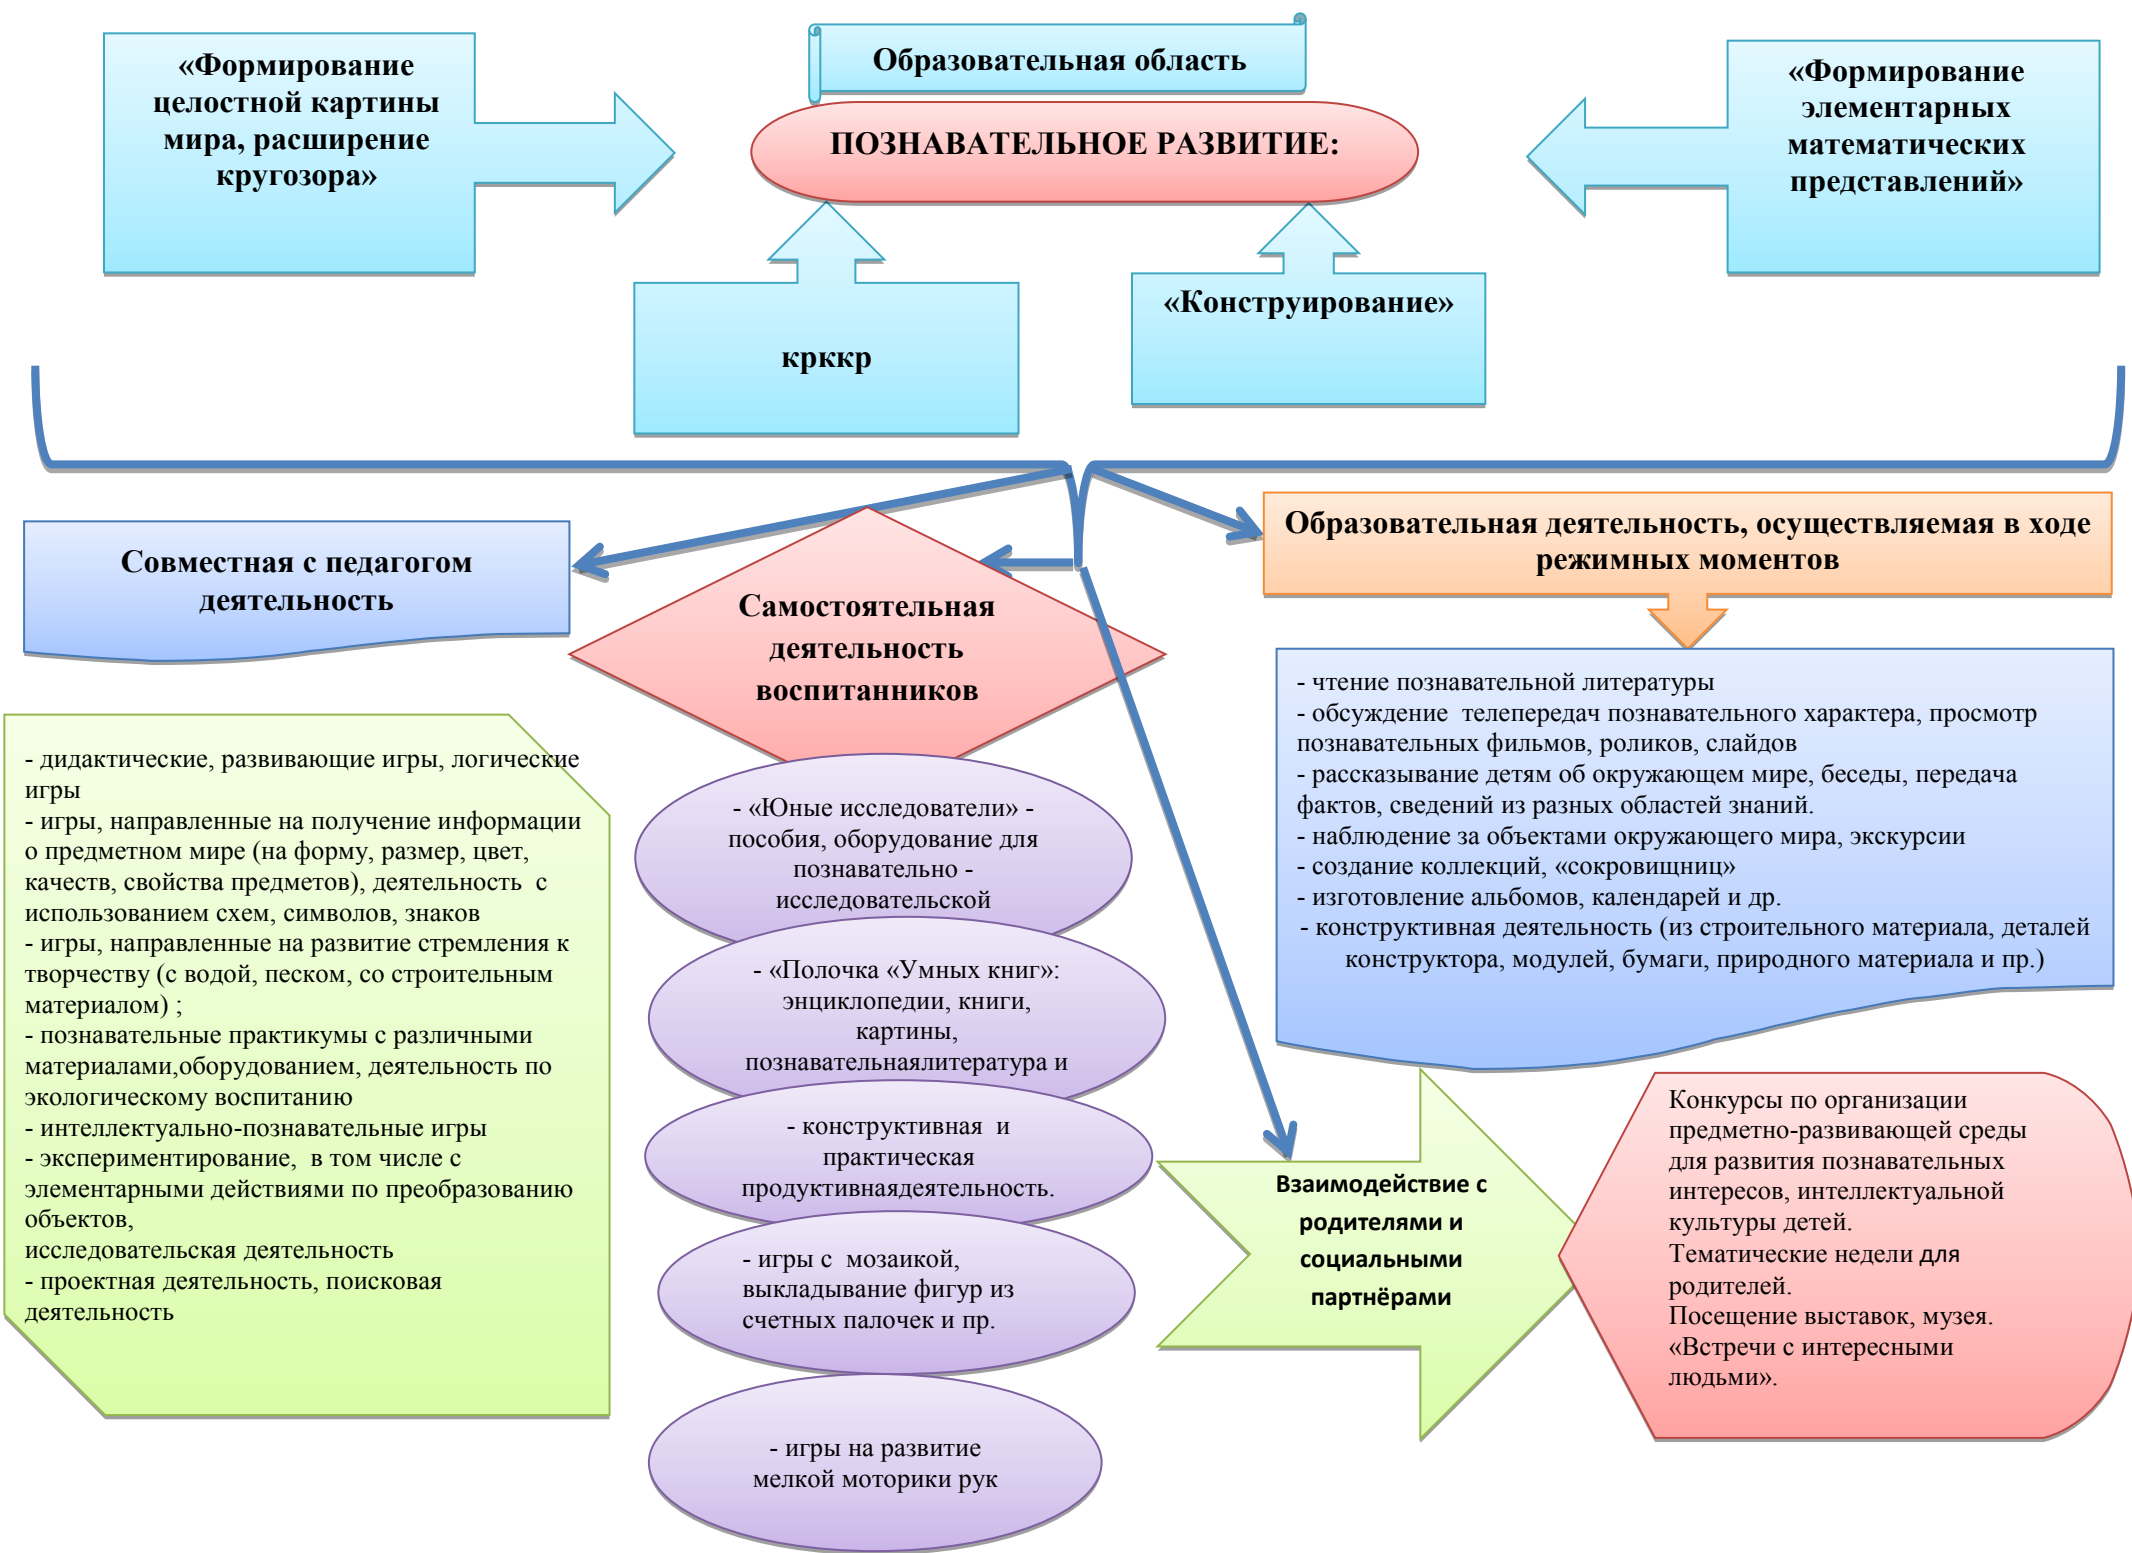 «Формирование
целостной картины
мира, расширение
кругозора»
Образовательная область
ПОЗНАВАТЕЛЬНОЕ РАЗВИТИЕ:
«Формирование
элементарных
математических
представлений»
крккр
«Конструирование»
Совместная с педагогом
деятельность
Самостоятельная
деятельность
воспитанников
Образовательная деятельность, осуществляемая в ходе
режимных моментов
- дидактические, развивающие игры, логические
игры
- игры, направленные на получение информации
о предметном мире (на форму, размер, цвет,
качеств, свойства предметов), деятельность  с
использованием схем, символов, знаков
- игры, направленные на развитие стремления к
творчеству (с водой, песком, со строительным
материалом) ;
- познавательные практикумы с различными
материалами,оборудованием, деятельность по
экологическому воспитанию
- интеллектуально-познавательные игры
- экспериментирование,  в том числе с
элементарными действиями по преобразованию
объектов,
исследовательская деятельность
- проектная деятельность, поисковая
деятельность
- «Юные исследователи» -
пособия, оборудование для
познавательно -
исследовательской
- «Полочка «Умных книг»:
энциклопедии, книги,
картины,
познавательнаялитература и
- конструктивная  и
практическая
продуктивнаядеятельность.
- игры с  мозаикой,
выкладывание фигур из
счетных палочек и пр.
- игры на развитие
мелкой моторики рук
- чтение познавательной литературы
- обсуждение  телепередач познавательного характера, просмотр
познавательных фильмов, роликов, слайдов
- рассказывание детям об окружающем мире, беседы, передача
фактов, сведений из разных областей знаний.
- наблюдение за объектами окружающего мира, экскурсии
- создание коллекций, «сокровищниц»
- изготовление альбомов, календарей и др.
- конструктивная деятельность (из строительного материала, деталей
конструктора, модулей, бумаги, природного материала и пр.)
Взаимодействие с
родителями и
социальными
партнёрами
Конкурсы по организации
предметно-развивающей среды
для развития познавательных
интересов, интеллектуальной
культуры детей.
Тематические недели для
родителей.
Посещение выставок, музея.
«Встречи с интересными
людьми».